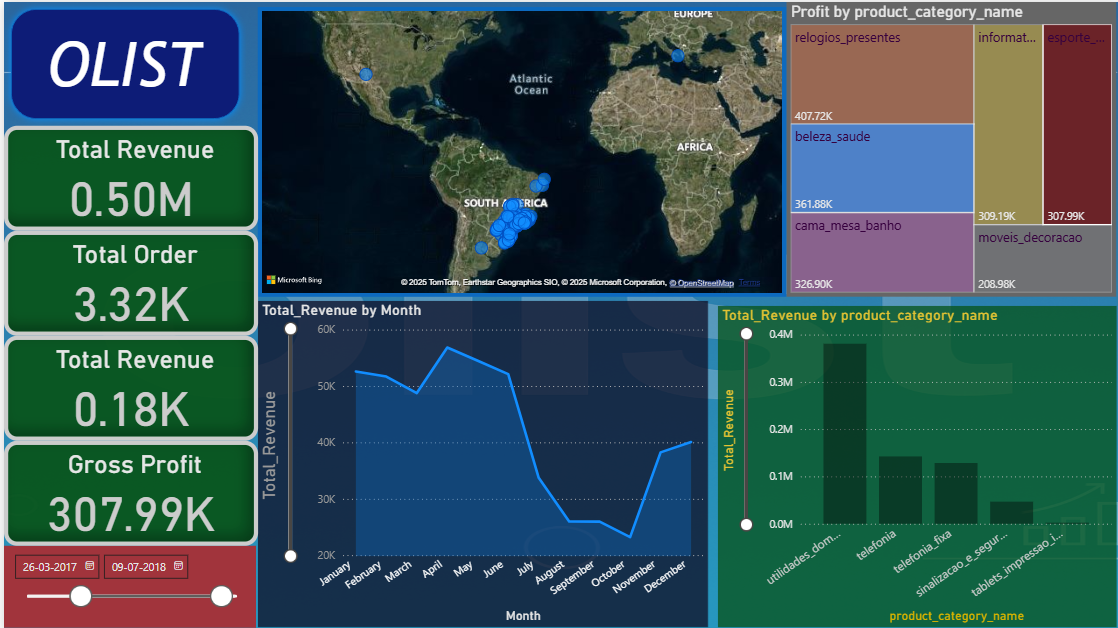 OLIST
Total Revenue
0.50M
Total Order
3.32K
Total Revenue
0.18K
Gross Profit
307.99K
26-03-2017
09-07-2018
EUROPE
Atlantic
Ocean
AFRICA
SOUTH AMERICA
Microsoft Bing
© 2025 TomTom, Earthstar Geographics SIO, © 2025 Microsoft Corporation, © OpenStreetMap Terms
Profit by product_category_name
relogios_presentes
407.72K
beleza_saude
361.88K
cama_mesa_banho
326.90K
informat...
309.19K
esporte_...
307.99K
moveis_decoracao
208.98K
Total_Revenue by Month
Total_Revenue
60K
50K
40K
30K
20K
January
February
March
April
May
June
July
August
September
October
November
December
Month
Total_Revenue by product_category_name
Total_Revenue
0.4M
0.3M
0.2M
0.1M
0.0M
utilidades_dom...
telefonia
telefonia_fixa
sinalizacao_e_segur...
tablets_impressao_i...
product_category_name